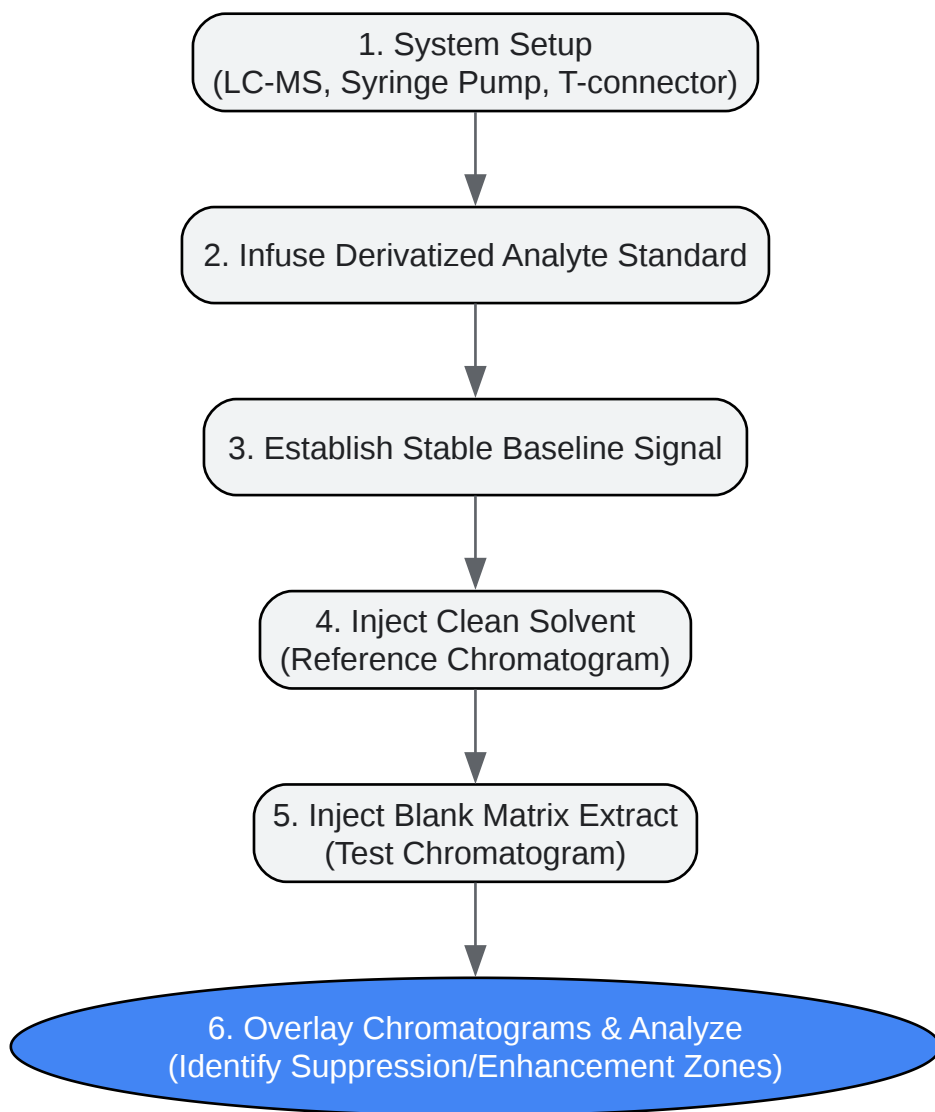 1. System Setup
(LC-MS, Syringe Pump, T-connector)
2. Infuse Derivatized Analyte Standard
3. Establish Stable Baseline Signal
4. Inject Clean Solvent
(Reference Chromatogram)
5. Inject Blank Matrix Extract
(Test Chromatogram)
6. Overlay Chromatograms & Analyze
(Identify Suppression/Enhancement Zones)